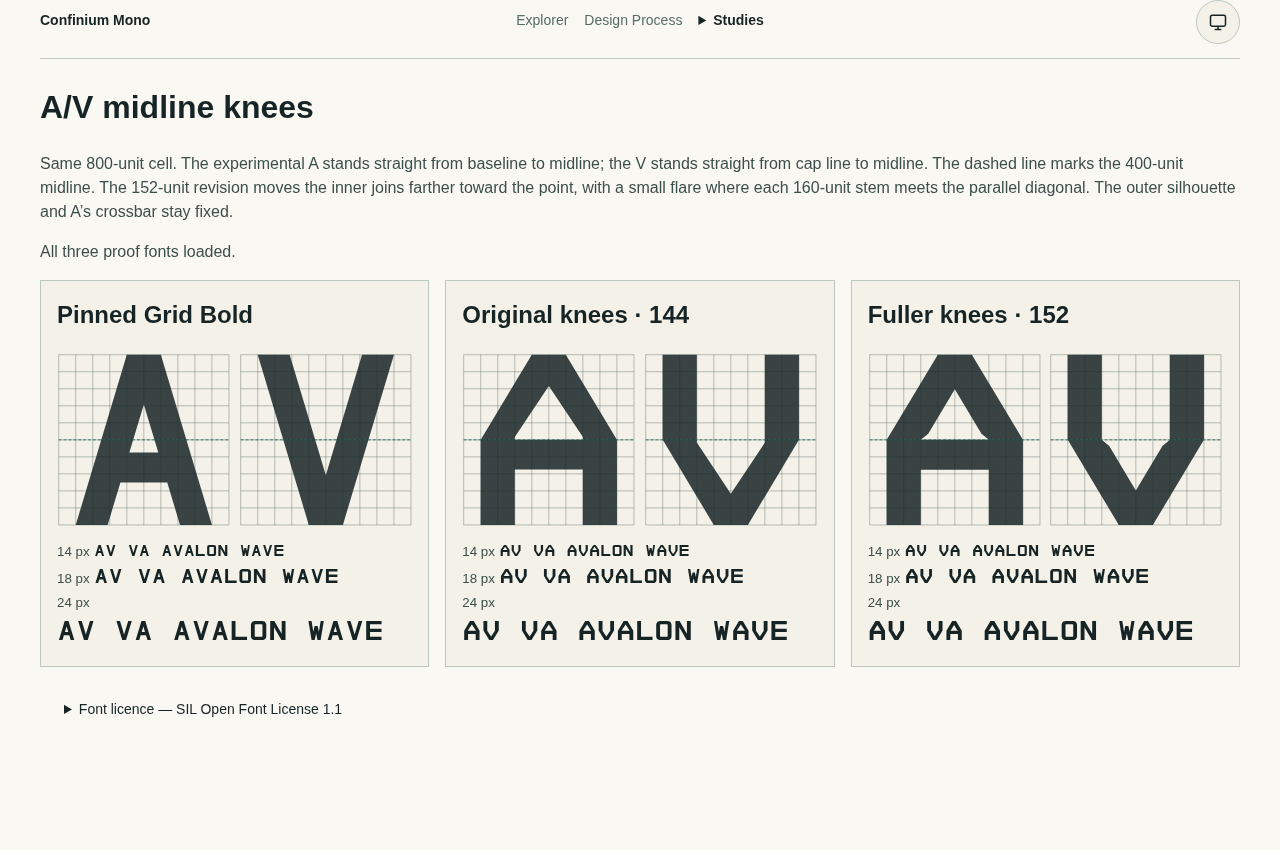 Confinium Mono
Explorer
Design Process
Studies
A/V midline knees
Same 800-unit cell. The experimental A stands straight from baseline to midline; the V stands straight from cap line to midline. The dashed line marks the 400-unit
midline. The 152-unit revision moves the inner joins farther toward the point, with a small flare where each 160-unit stem meets the parallel diagonal. The outer silhouette
and A’s crossbar stay fixed.
All three proof fonts loaded.
Pinned Grid Bold
AV
14 px AV VA AVALON WAVE
18 px AV VA AVALON WAVE
24 px
AV VA AVALON WAVE
Original knees · 144
AV
14 px AV VA AVALON WAVE
18 px AV VA AVALON WAVE
24 px
AV VA AVALON WAVE
Fuller knees · 152
AV
14 px AV VA AVALON WAVE
18 px AV VA AVALON WAVE
24 px
AV VA AVALON WAVE
Font licence — SIL Open Font License 1.1